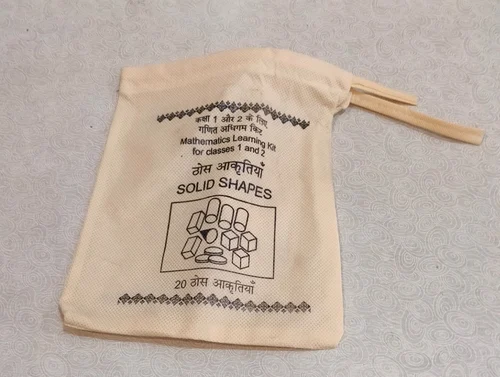 कक्षा 1 और 2 के लिए
गणित अधिगम किट
Mathematics Learning Kit
for classes 1 and 2
ठोस आकृतियाँ
SOLID SHAPES
20 ठोस आकृतियाँ